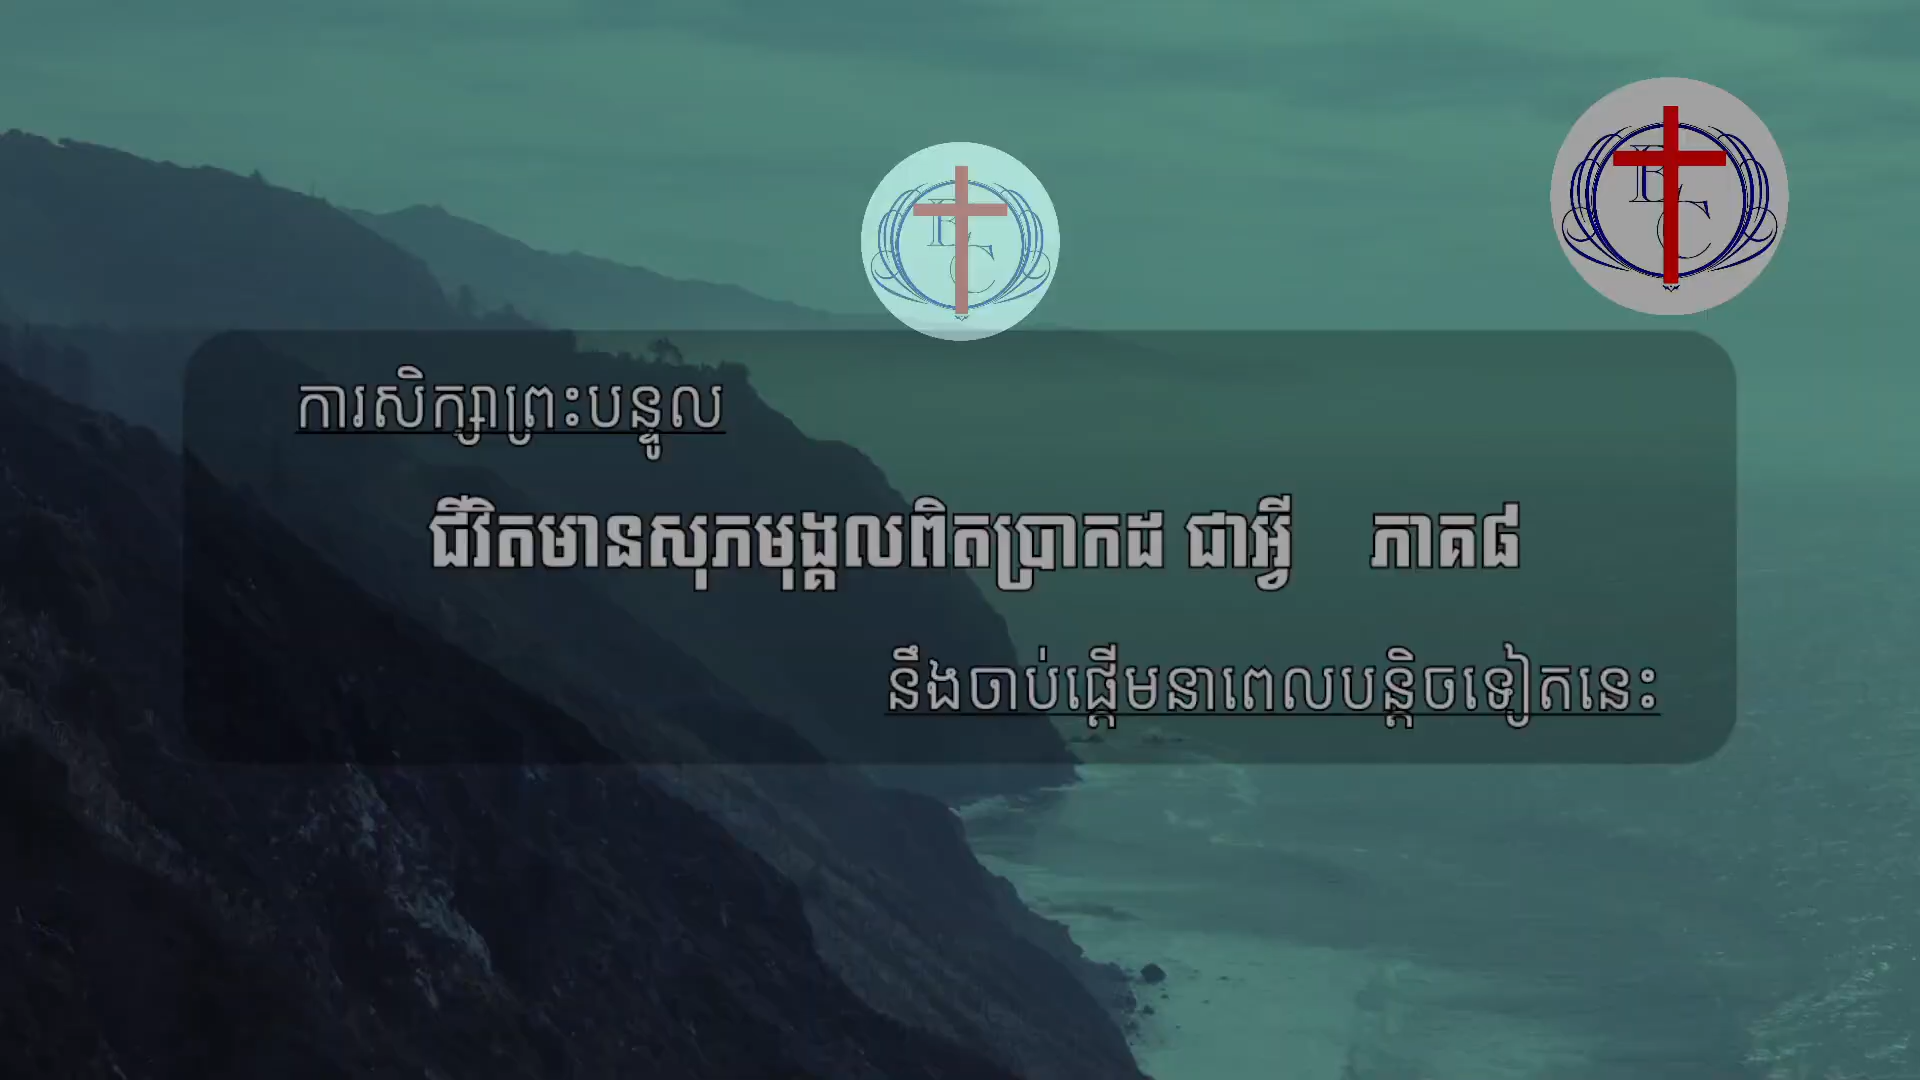 ការសិក្សាព្រះបន្ទូល
ជីវិតមានសុភមង្គលពិតប្រាកដ ជាអ្វី ភាគ៨
នឹងចាប់ផ្តើមនាពេលបន្តិចទៀតនេះ